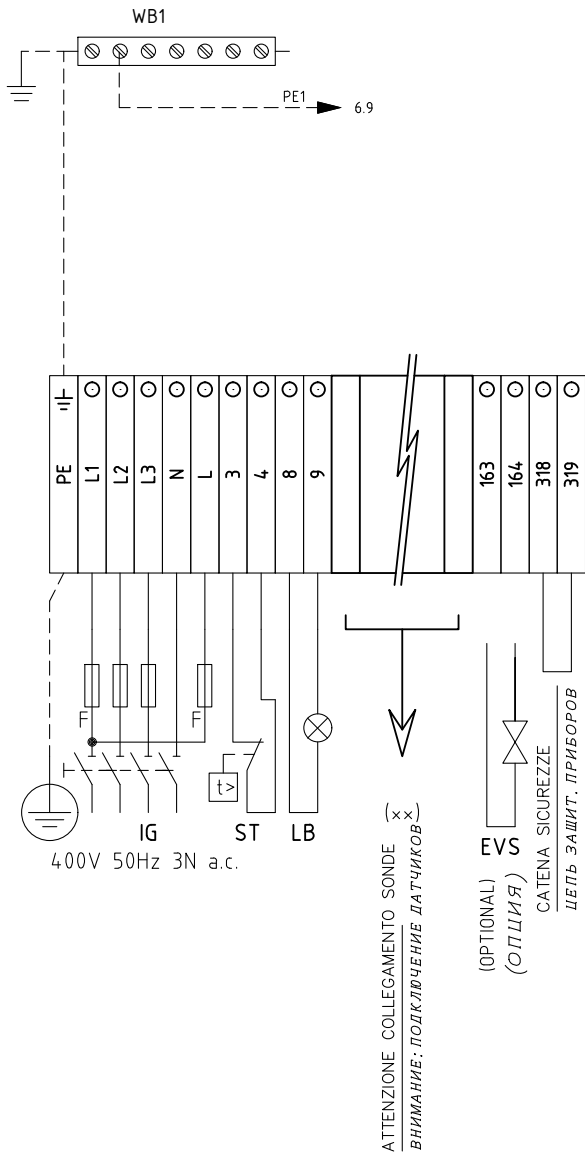 WB1
PE1
6.9
PE
L1
L2
L3
N
L
3
4
8
9
163
164
318
319
F
F
t>
IG
ST
LB
400V 50Hz 3N a.c.
ATTENZIONE COLLEGAMENTO SONDE (xx)
ВНИМАНИЕ: ПОДКЛЮЧЕНИЕ ДАТЧИКОВ
EVS
(OPTIONAL)
(ОПЦИЯ)
CATENA SICUREZZE
ЦЕПЬ ЗАЩИТ. ПРИБОРОВ